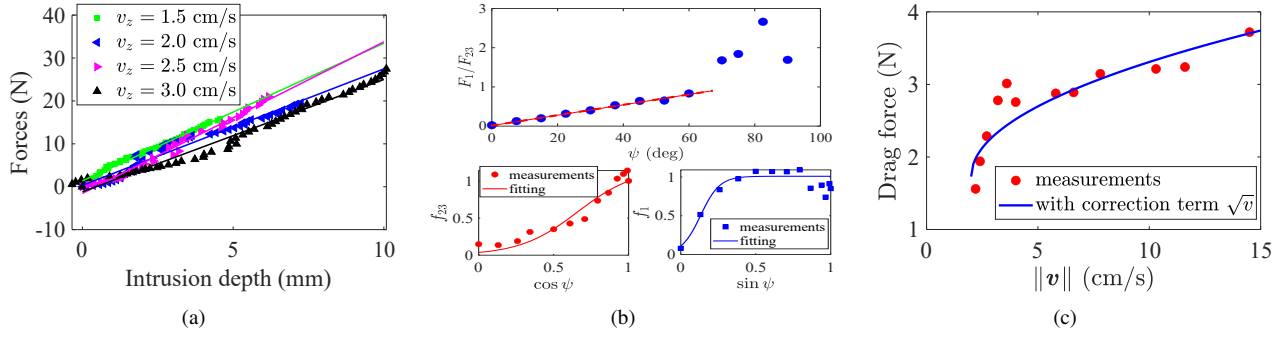 v_z = 1.5 cm/s
v_z = 2.0 cm/s
v_z = 2.5 cm/s
v_z = 3.0 cm/s
40
30
20
10
0
-10
0
5
10
Forces (N)
Intrusion depth (mm)
(a)
3
2
1
0
0
20
40
60
80
100
F_1/F_23
ψ (deg)
1
0.5
0
0
0.5
1
f_23
cos ψ
measurements
fitting
1
0.5
0
0
0.5
1
f_1
sin ψ
measurements
fitting
(b)
4
3
2
1
0
5
10
15
Drag force (N)
‖v‖ (cm/s)
measurements
with correction term √v
(c)